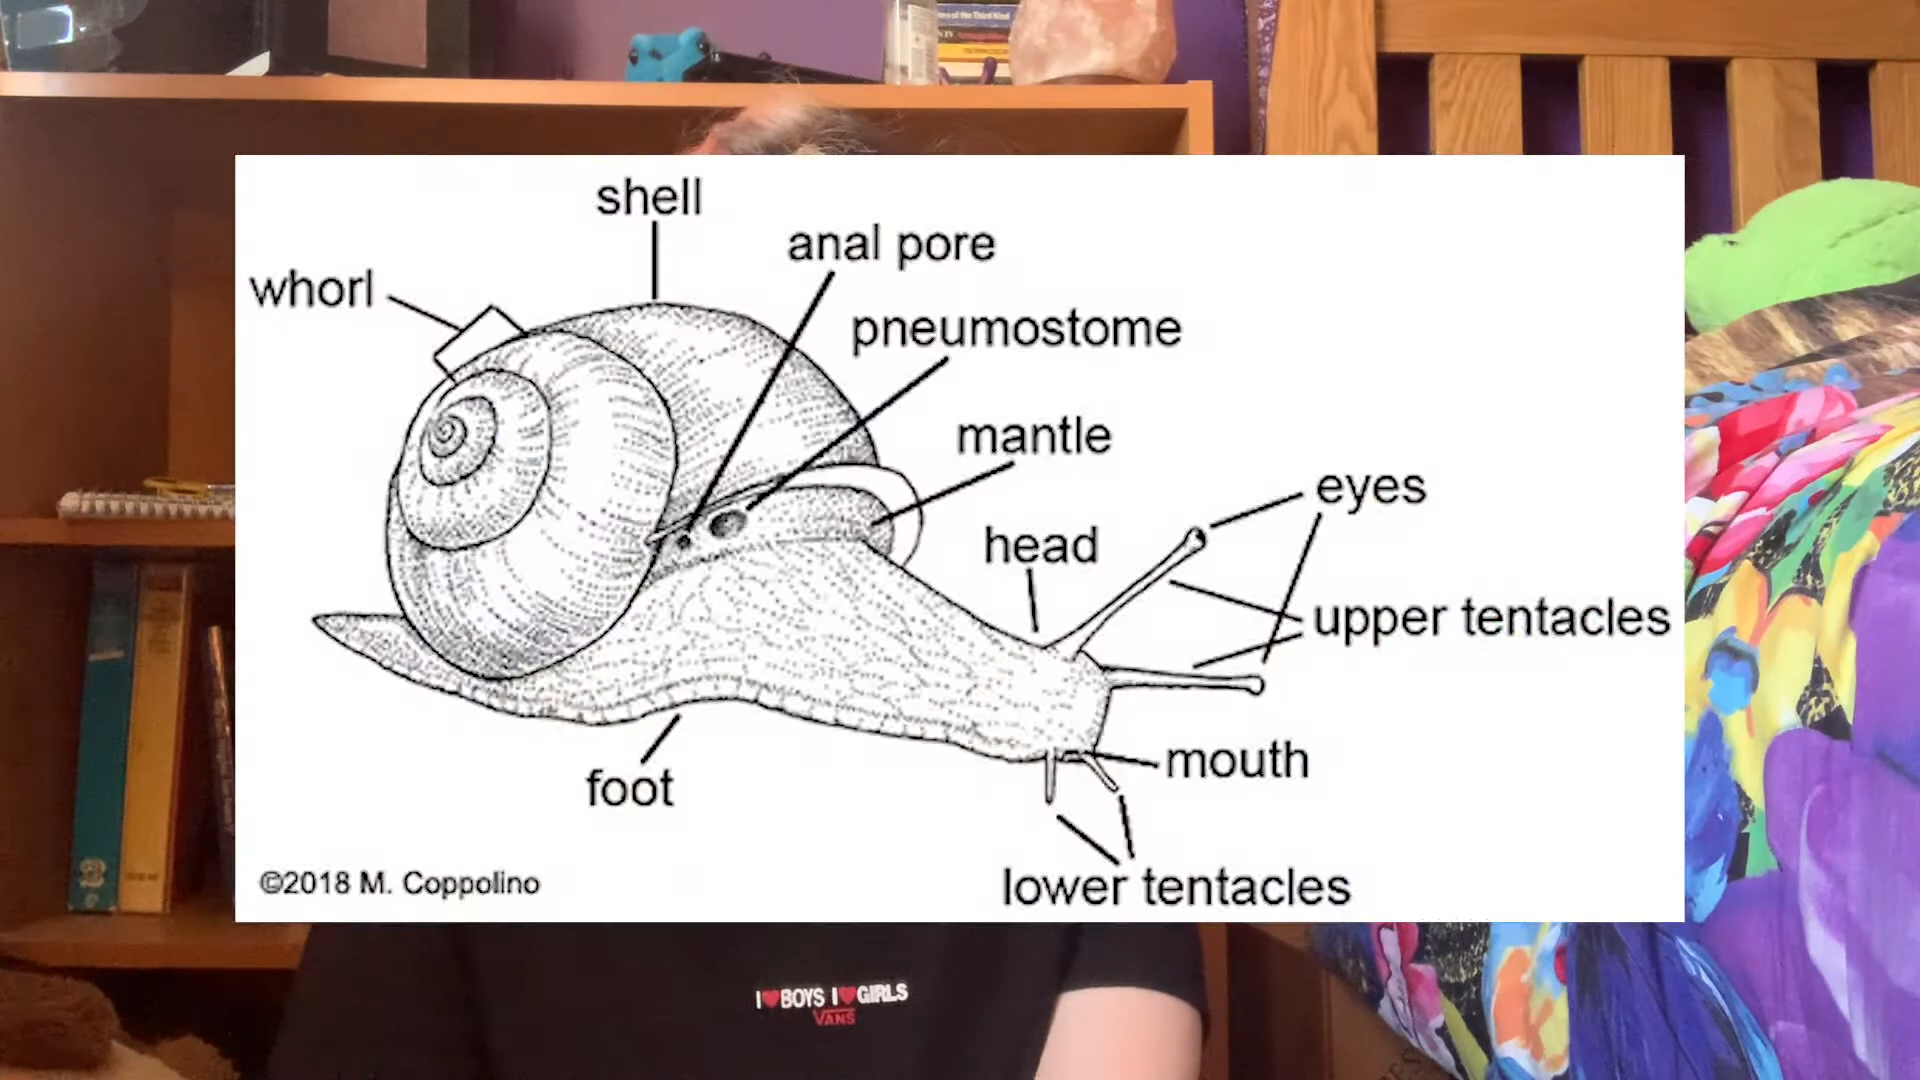 shell
anal pore
whorl
pneumostome
mantle
eyes
head
upper tentacles
mouth
foot
lower tentacles
©2018 M. Coppolino
I❤BOYS I❤GIRLS
VANS